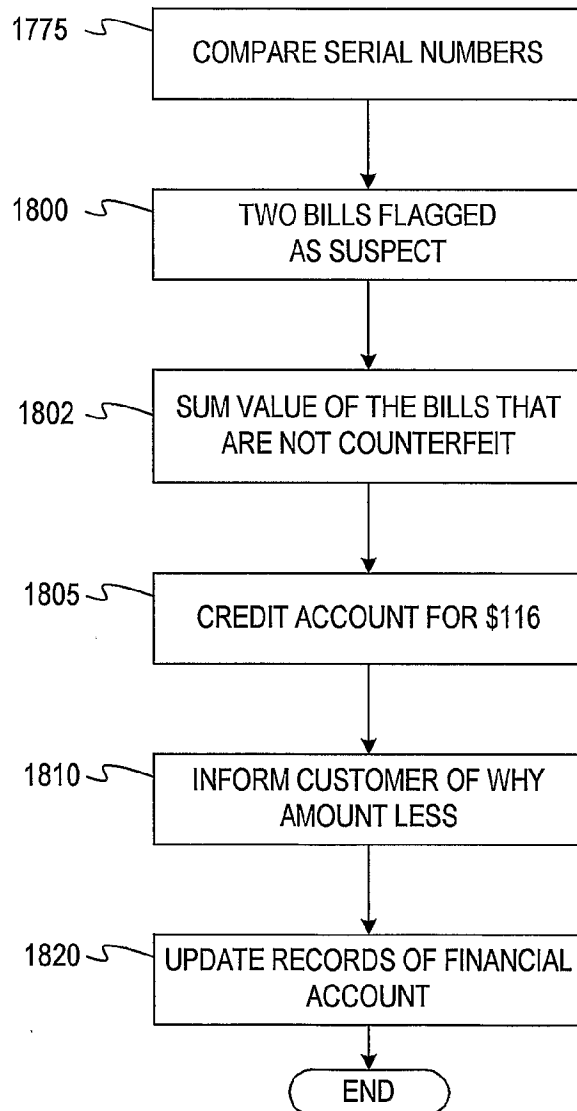 1775
COMPARE SERIAL NUMBERS
1800
TWO BILLS FLAGGED
AS SUSPECT
1802
SUM VALUE OF THE BILLS THAT
ARE NOT COUNTERFEIT
1805
CREDIT ACCOUNT FOR $116
1810
INFORM CUSTOMER OF WHY
AMOUNT LESS
1820
UPDATE RECORDS OF FINANCIAL
ACCOUNT
END